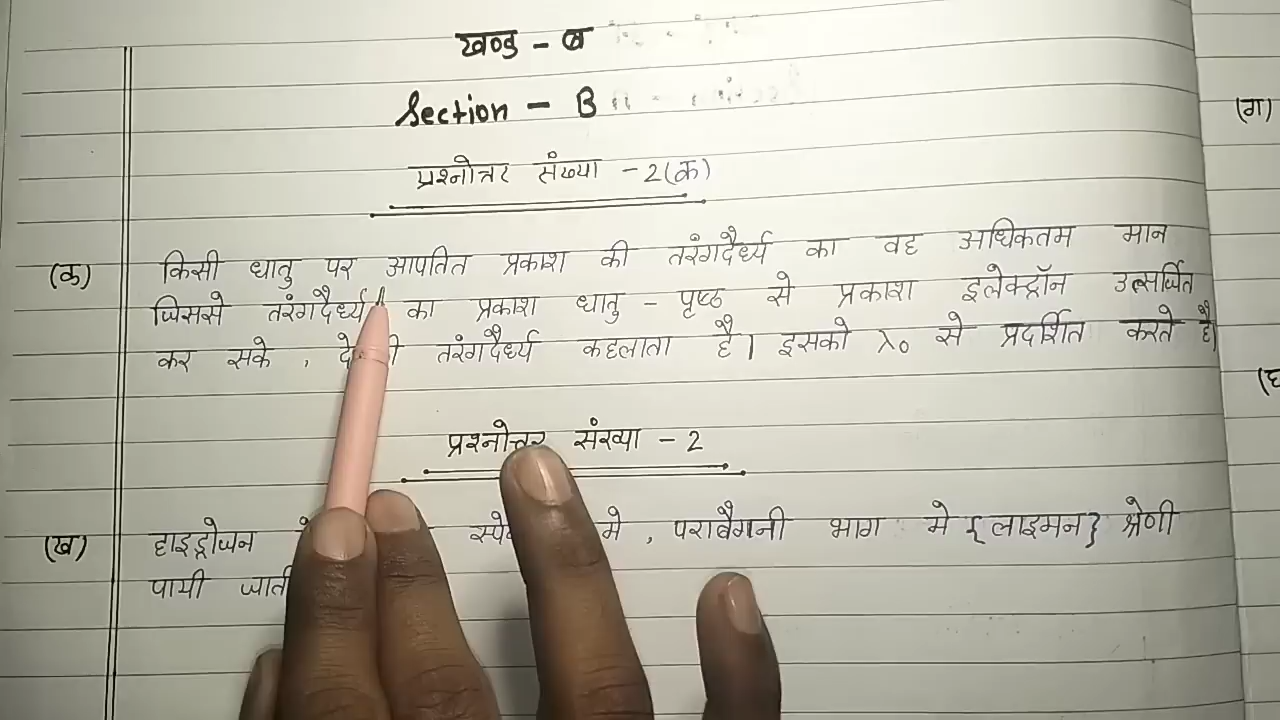 खण्ड - ब
Section - B
प्रश्नोत्तर संख्या - 2(क)
(क) किसी धातु पर आपतित प्रकाश की तरंगदैर्ध्य का वह अधिकतम मान
जिससे तरंगदैर्ध्य का प्रकाश धातु - पृष्ठ से प्रकाश इलेक्ट्रॉन उत्सर्जित
कर सके , तरंगदैर्ध्य कहलाता है। इसको λ₀ से प्रदर्शित करते है।
प्रश्नोत्तर संख्या - 2
(ख) हाइड्रोजन मे , परावैगनी भाग मे {लाइमन} श्रेणी
पायी जाती
(ग)
(घ